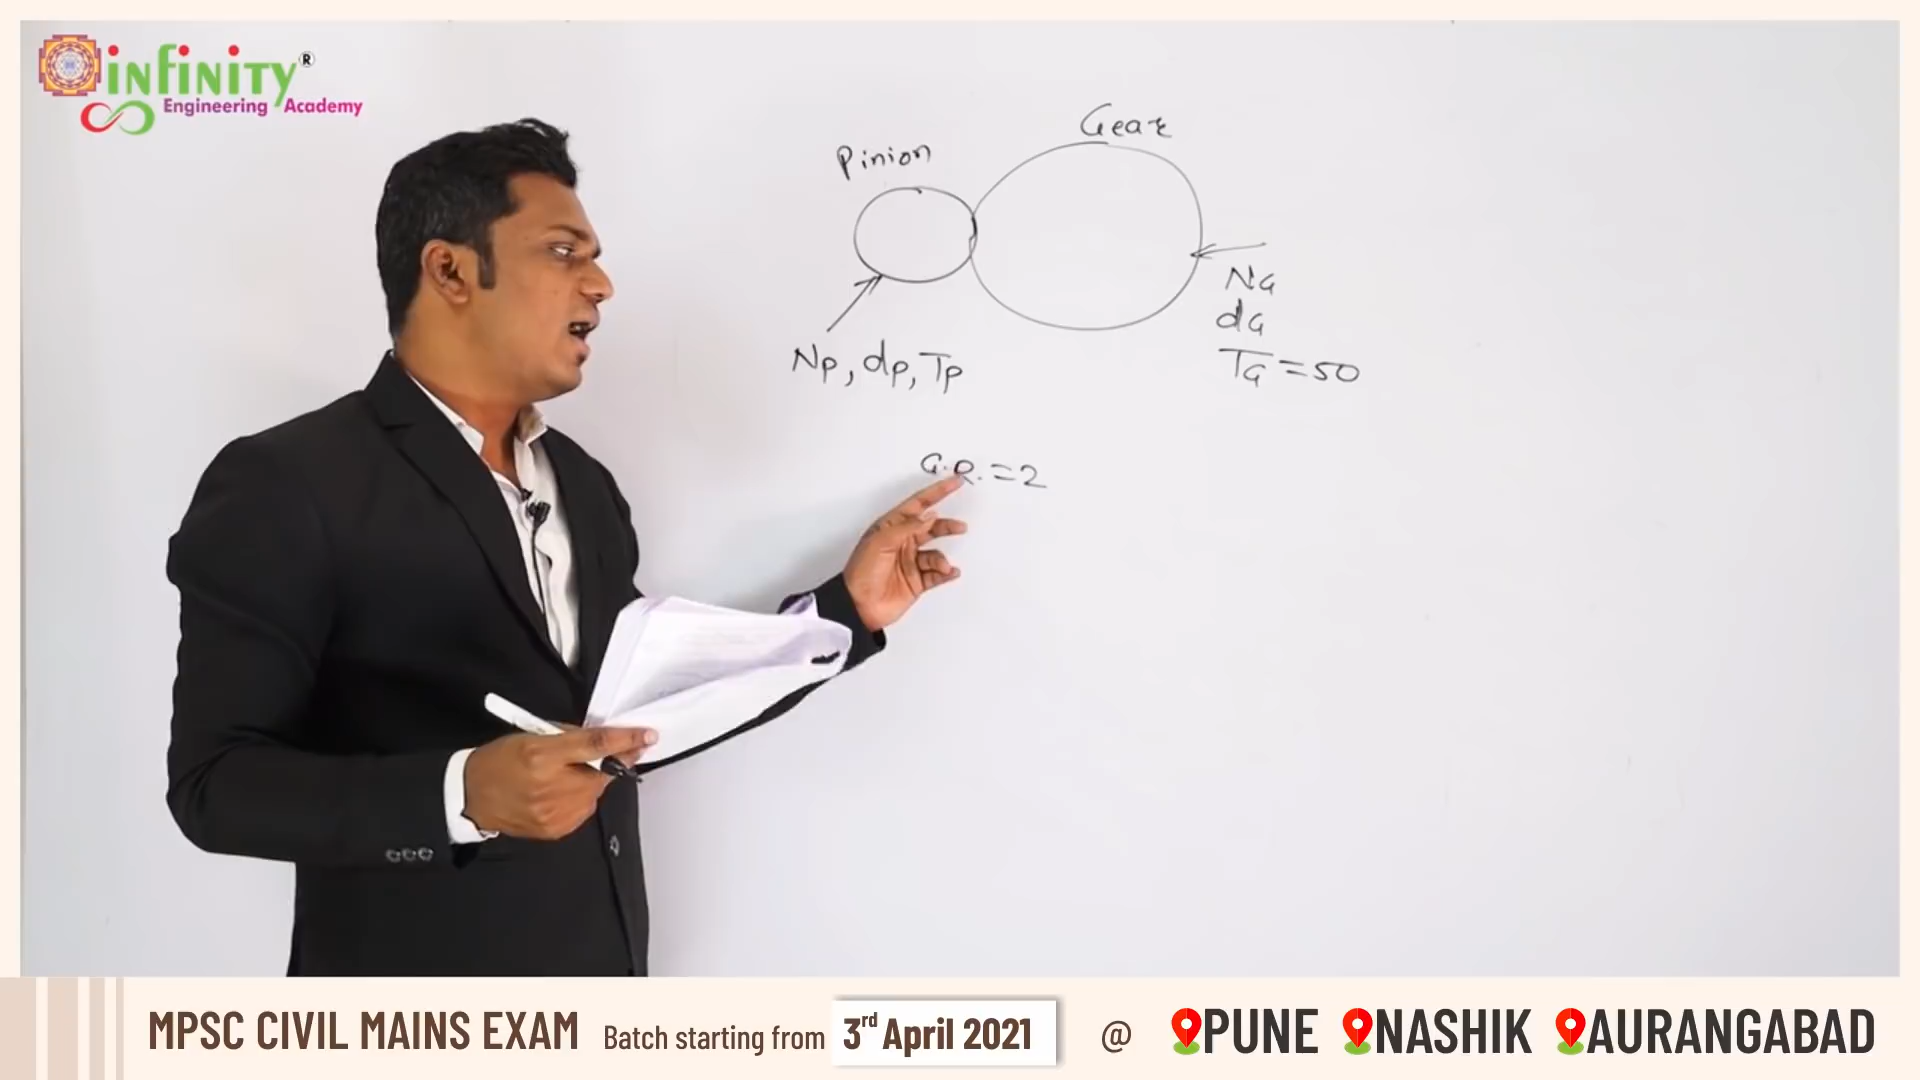 infinity®
Engineering Academy
Gear
Pinion
NG
dG
TG = 50
Np, dp, Tp
G.R. = 2
MPSC CIVIL MAINS EXAM Batch starting from 3rd April 2021 @ PUNE NASHIK AURANGABAD